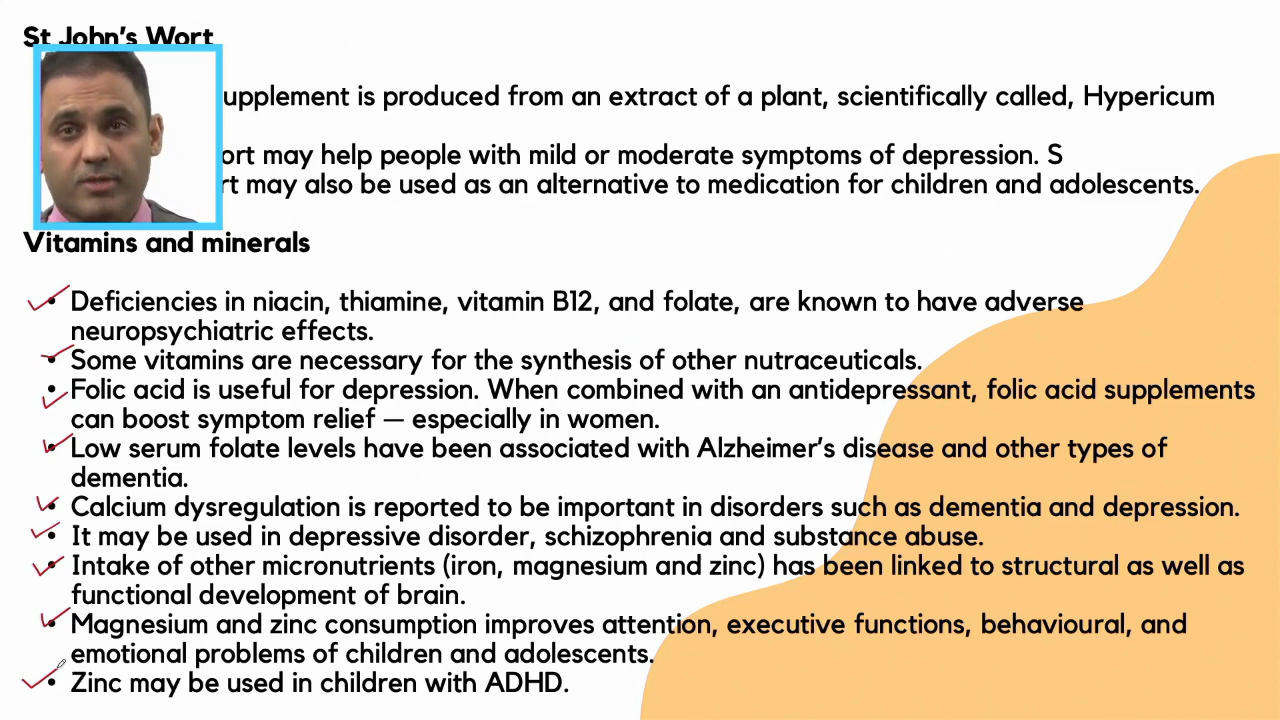 St John's Wort
upplement is produced from an extract of a plant, scientifically called, Hypericum
ort may help people with mild or moderate symptoms of depression. S
rt may also be used as an alternative to medication for children and adolescents.
Vitamins and minerals
• Deficiencies in niacin, thiamine, vitamin B12, and folate, are known to have adverse
neuropsychiatric effects.
• Some vitamins are necessary for the synthesis of other nutraceuticals.
• Folic acid is useful for depression. When combined with an antidepressant, folic acid supplements
can boost symptom relief — especially in women.
• Low serum folate levels have been associated with Alzheimer's disease and other types of
dementia.
• Calcium dysregulation is reported to be important in disorders such as dementia and depression.
• It may be used in depressive disorder, schizophrenia and substance abuse.
• Intake of other micronutrients (iron, magnesium and zinc) has been linked to structural as well as
functional development of brain.
• Magnesium and zinc consumption improves attention, executive functions, behavioural, and
emotional problems of children and adolescents.
• Zinc may be used in children with ADHD.